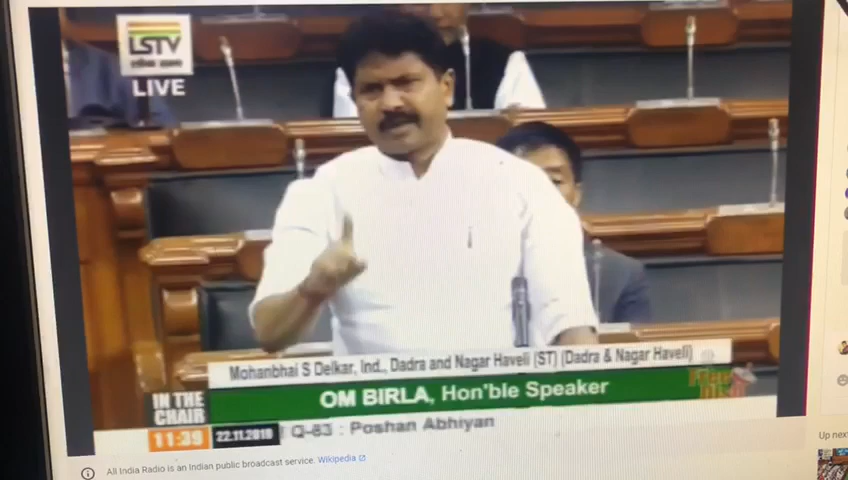 LSTV
LIVE
Mohanbhai S Delkar, Ind., Dadra and Nagar Haveli (ST) (Dadra & Nagar Haveli)
IN THE
CHAIR
OM BIRLA, Hon'ble Speaker
11:39
22.11.2019
Q-83 : Poshan Abhiyan
All India Radio is an Indian public broadcast service. Wikipedia
Up next